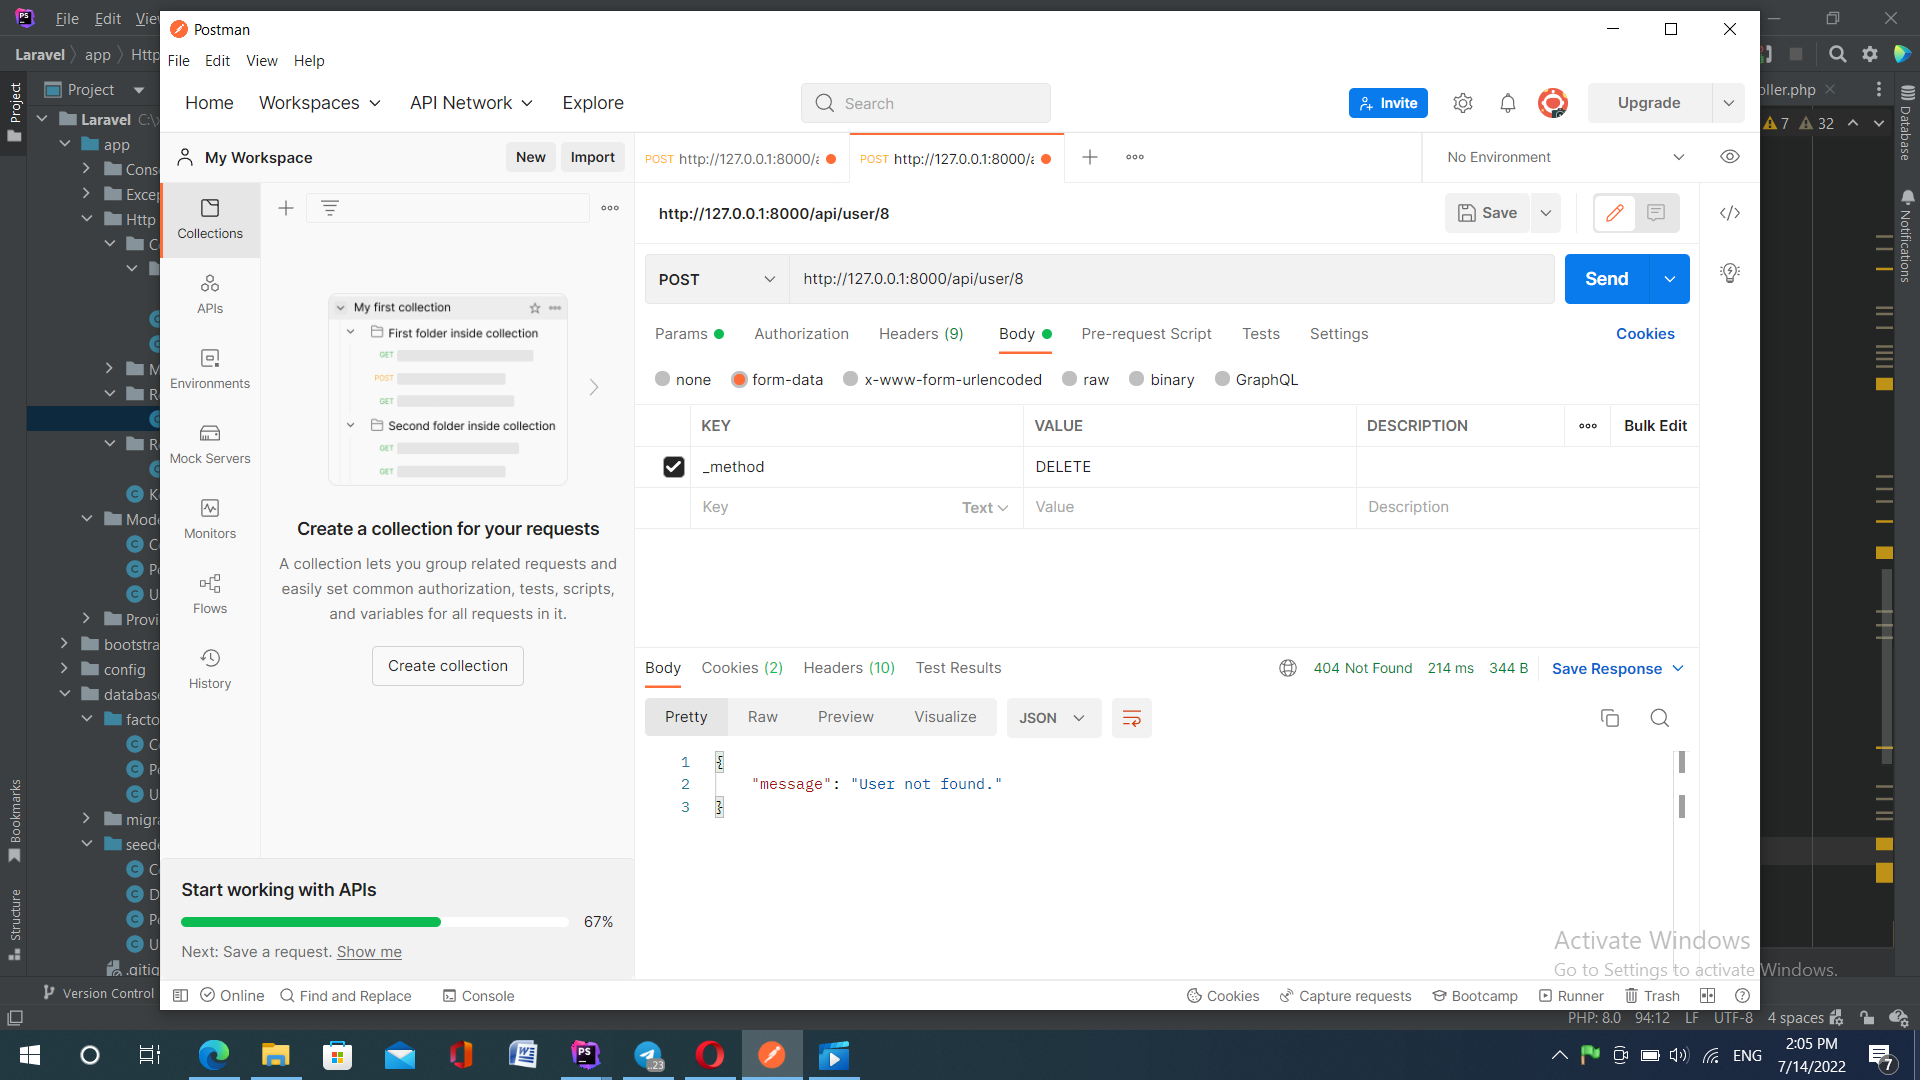 PS File Edit
Laravel app Http
Project
Project
Laravel
app
Http
bootstra
config
Version Control
Bookmarks
Structure
Postman
File Edit View Help
Home Workspaces API Network Explore
Search
Invite
Upgrade
My Workspace
New Import
POST http://127.0.0.1:8000/a
POST http://127.0.0.1:8000/a
No Environment
Collections
APIs
Environments
Mock Servers
Monitors
Flows
History
My first collection
First folder inside collection
GET
POST
GET
Second folder inside collection
GET
GET
Create a collection for your requests
A collection lets you group related requests and
easily set common authorization, tests, scripts,
and variables for all requests in it.
Create collection
Start working with APIs
67%
Next: Save a request. Show me
http://127.0.0.1:8000/api/user/8
Save
POST http://127.0.0.1:8000/api/user/8 Send
Params Authorization Headers (9) Body Pre-request Script Tests Settings Cookies
none form-data x-www-form-urlencoded raw binary GraphQL
KEY VALUE DESCRIPTION Bulk Edit
_method DELETE
Key Text Value Description
Body Cookies (2) Headers (10) Test Results 404 Not Found 214 ms 344 B Save Response
Pretty Raw Preview Visualize JSON
1 {
2 "message": "User not found."
3 }
Activate Windows
Go to Settings to activate Windows.
Online Find and Replace Console Cookies Capture requests Bootcamp Runner Trash
oller.php
7 32
Database
Notifications
PHP: 8.0 94:12 LF UTF-8 4 spaces
23
ENG
2:05 PM
7/14/2022
7